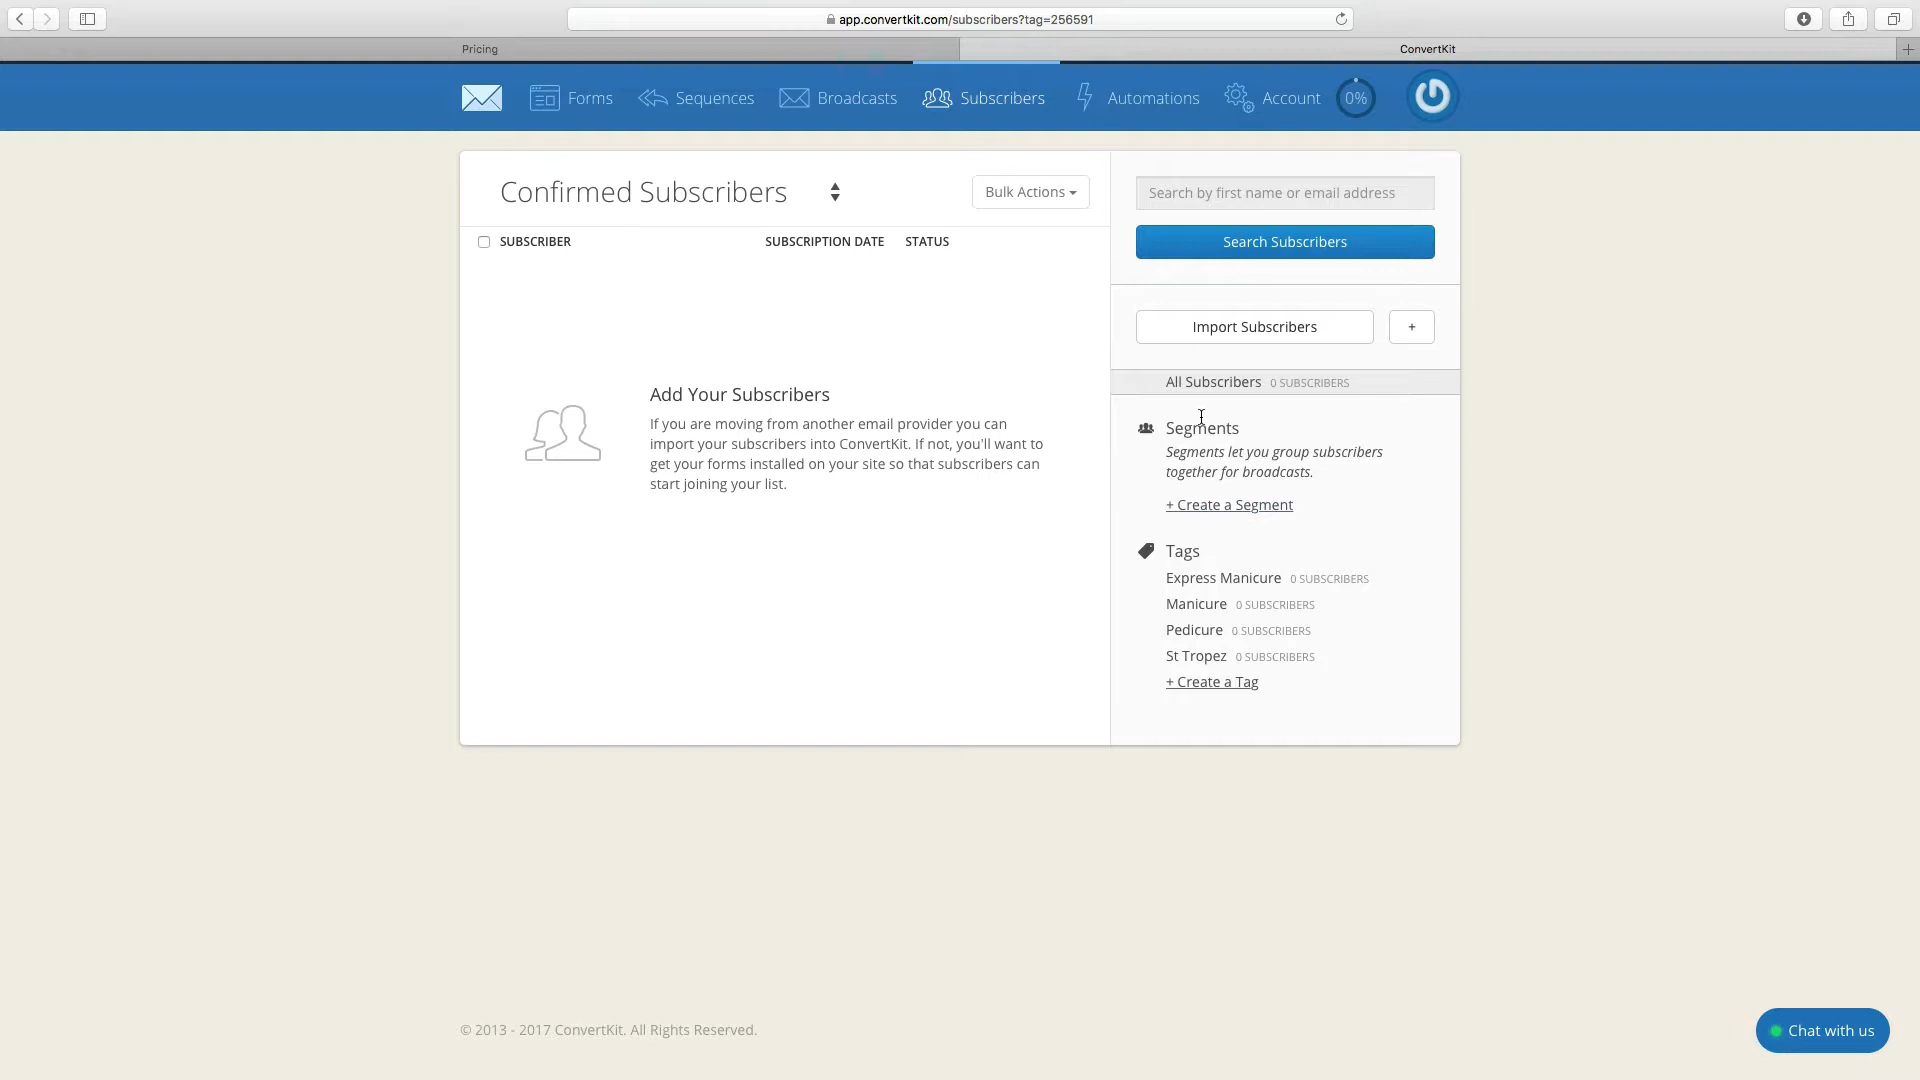 app.convertkit.com/subscribers?tag=256591
Pricing
ConvertKit
Forms
Sequences
Broadcasts
Subscribers
Automations
Account
0%
Confirmed Subscribers
Bulk Actions
SUBSCRIBER
SUBSCRIPTION DATE
STATUS
Add Your Subscribers
If you are moving from another email provider you can
import your subscribers into ConvertKit. If not, you'll want to
get your forms installed on your site so that subscribers can
start joining your list.
Search by first name or email address
Search Subscribers
Import Subscribers
+
All Subscribers 0 SUBSCRIBERS
Segments
Segments let you group subscribers
together for broadcasts.
+ Create a Segment
Tags
Express Manicure 0 SUBSCRIBERS
Manicure 0 SUBSCRIBERS
Pedicure 0 SUBSCRIBERS
St Tropez 0 SUBSCRIBERS
+ Create a Tag
© 2013 - 2017 ConvertKit. All Rights Reserved.
Chat with us